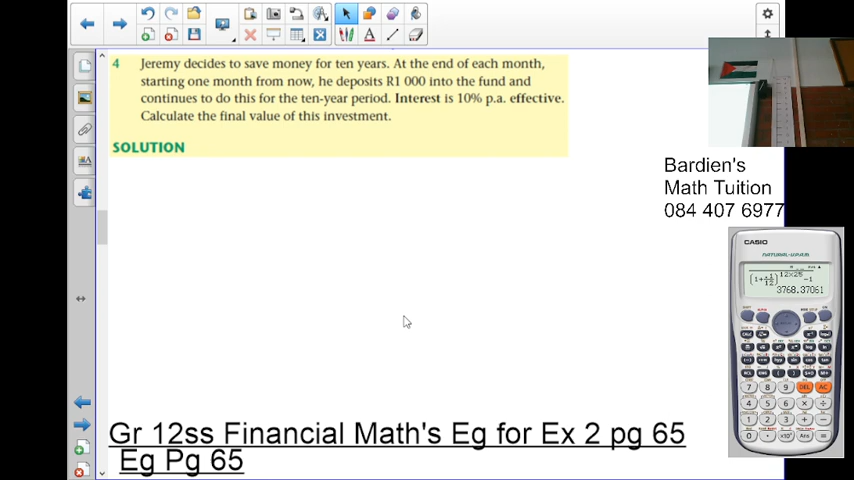 4 Jeremy decides to save money for ten years. At the end of each month,
starting one month from now, he deposits R1 000 into the fund and
continues to do this for the ten-year period. Interest is 10% p.a. effective.
Calculate the final value of this investment.
SOLUTION
Bardien's
Math Tuition
084 407 6977
CASIO
NATURAL-V.P.A.M.
3768.37061
Gr 12ss Financial Math's Eg for Ex 2 pg 65
Eg Pg 65